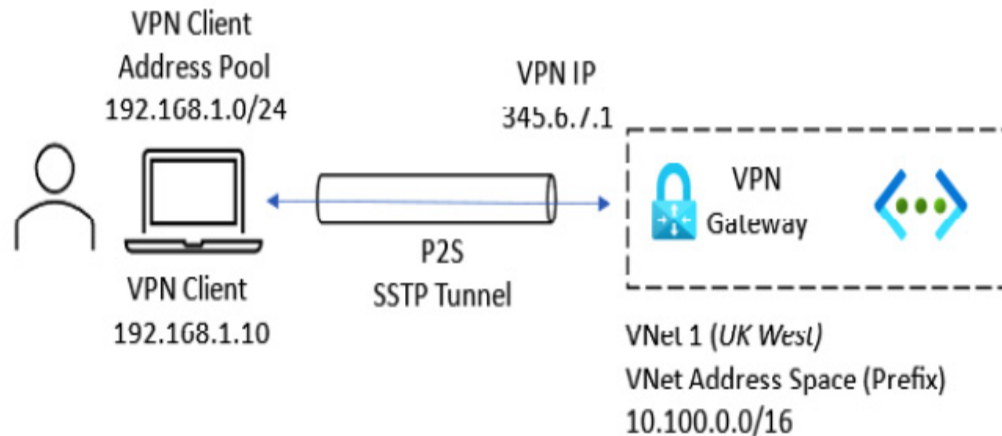 VPN Client
Address Pool
192.168.1.0/24
VPN IP
345.6.7.1
VPN
Gateway
P2S
SSTP Tunnel
VPN Client
192.168.1.10
VNet 1 (UK West)
VNet Address Space (Prefix)
10.100.0.0/16